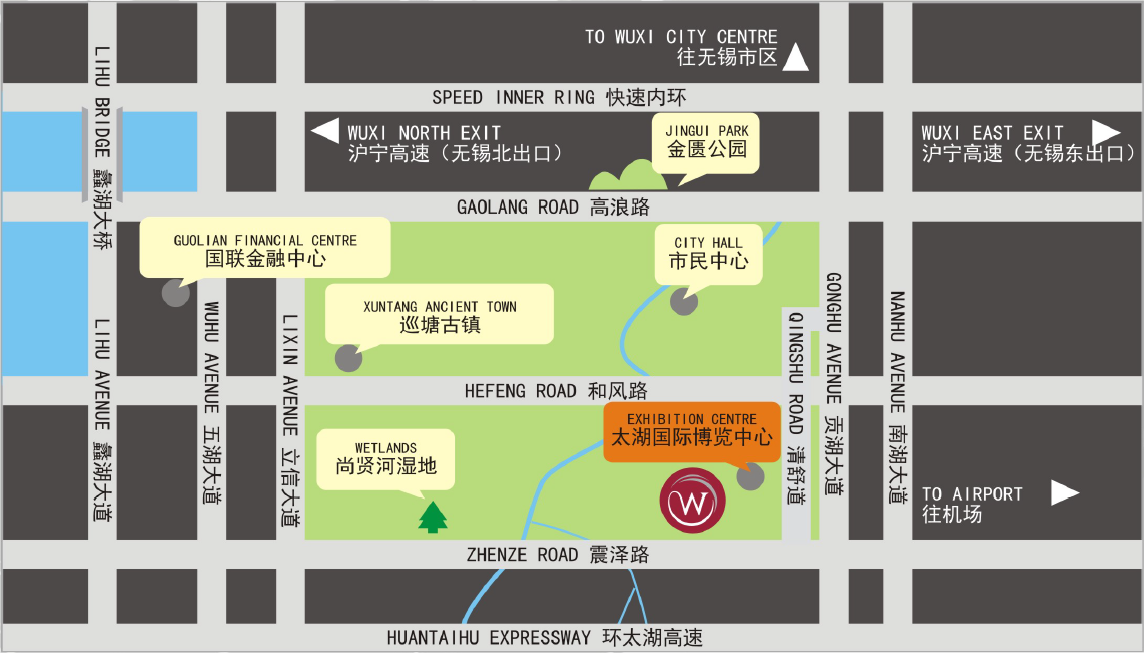 TO WUXI CITY CENTRE
往无锡市区
SPEED INNER RING 快速内环
LIHU BRIDGE 蠡湖大桥
WUXI NORTH EXIT
沪宁高速（无锡北出口）
JINGUI PARK
金匮公园
WUXI EAST EXIT
沪宁高速（无锡东出口）
GAOLANG ROAD 高浪路
GUOLIAN FINANCIAL CENTRE
国联金融中心
CITY HALL
市民中心
XUNTANG ANCIENT TOWN
巡塘古镇
LIHU AVENUE 蠡湖大道
WUHU AVENUE 五湖大道
LIXIN AVENUE 立信大道
QINGSHU ROAD 清舒道
GONGHU AVENUE 贡湖大道
NANHU AVENUE 南湖大道
HEFENG ROAD 和风路
EXHIBITION CENTRE
太湖国际博览中心
WETLANDS
尚贤河湿地
W
TO AIRPORT
往机场
ZHENZE ROAD 震泽路
HUANTAIHU EXPRESSWAY 环太湖高速